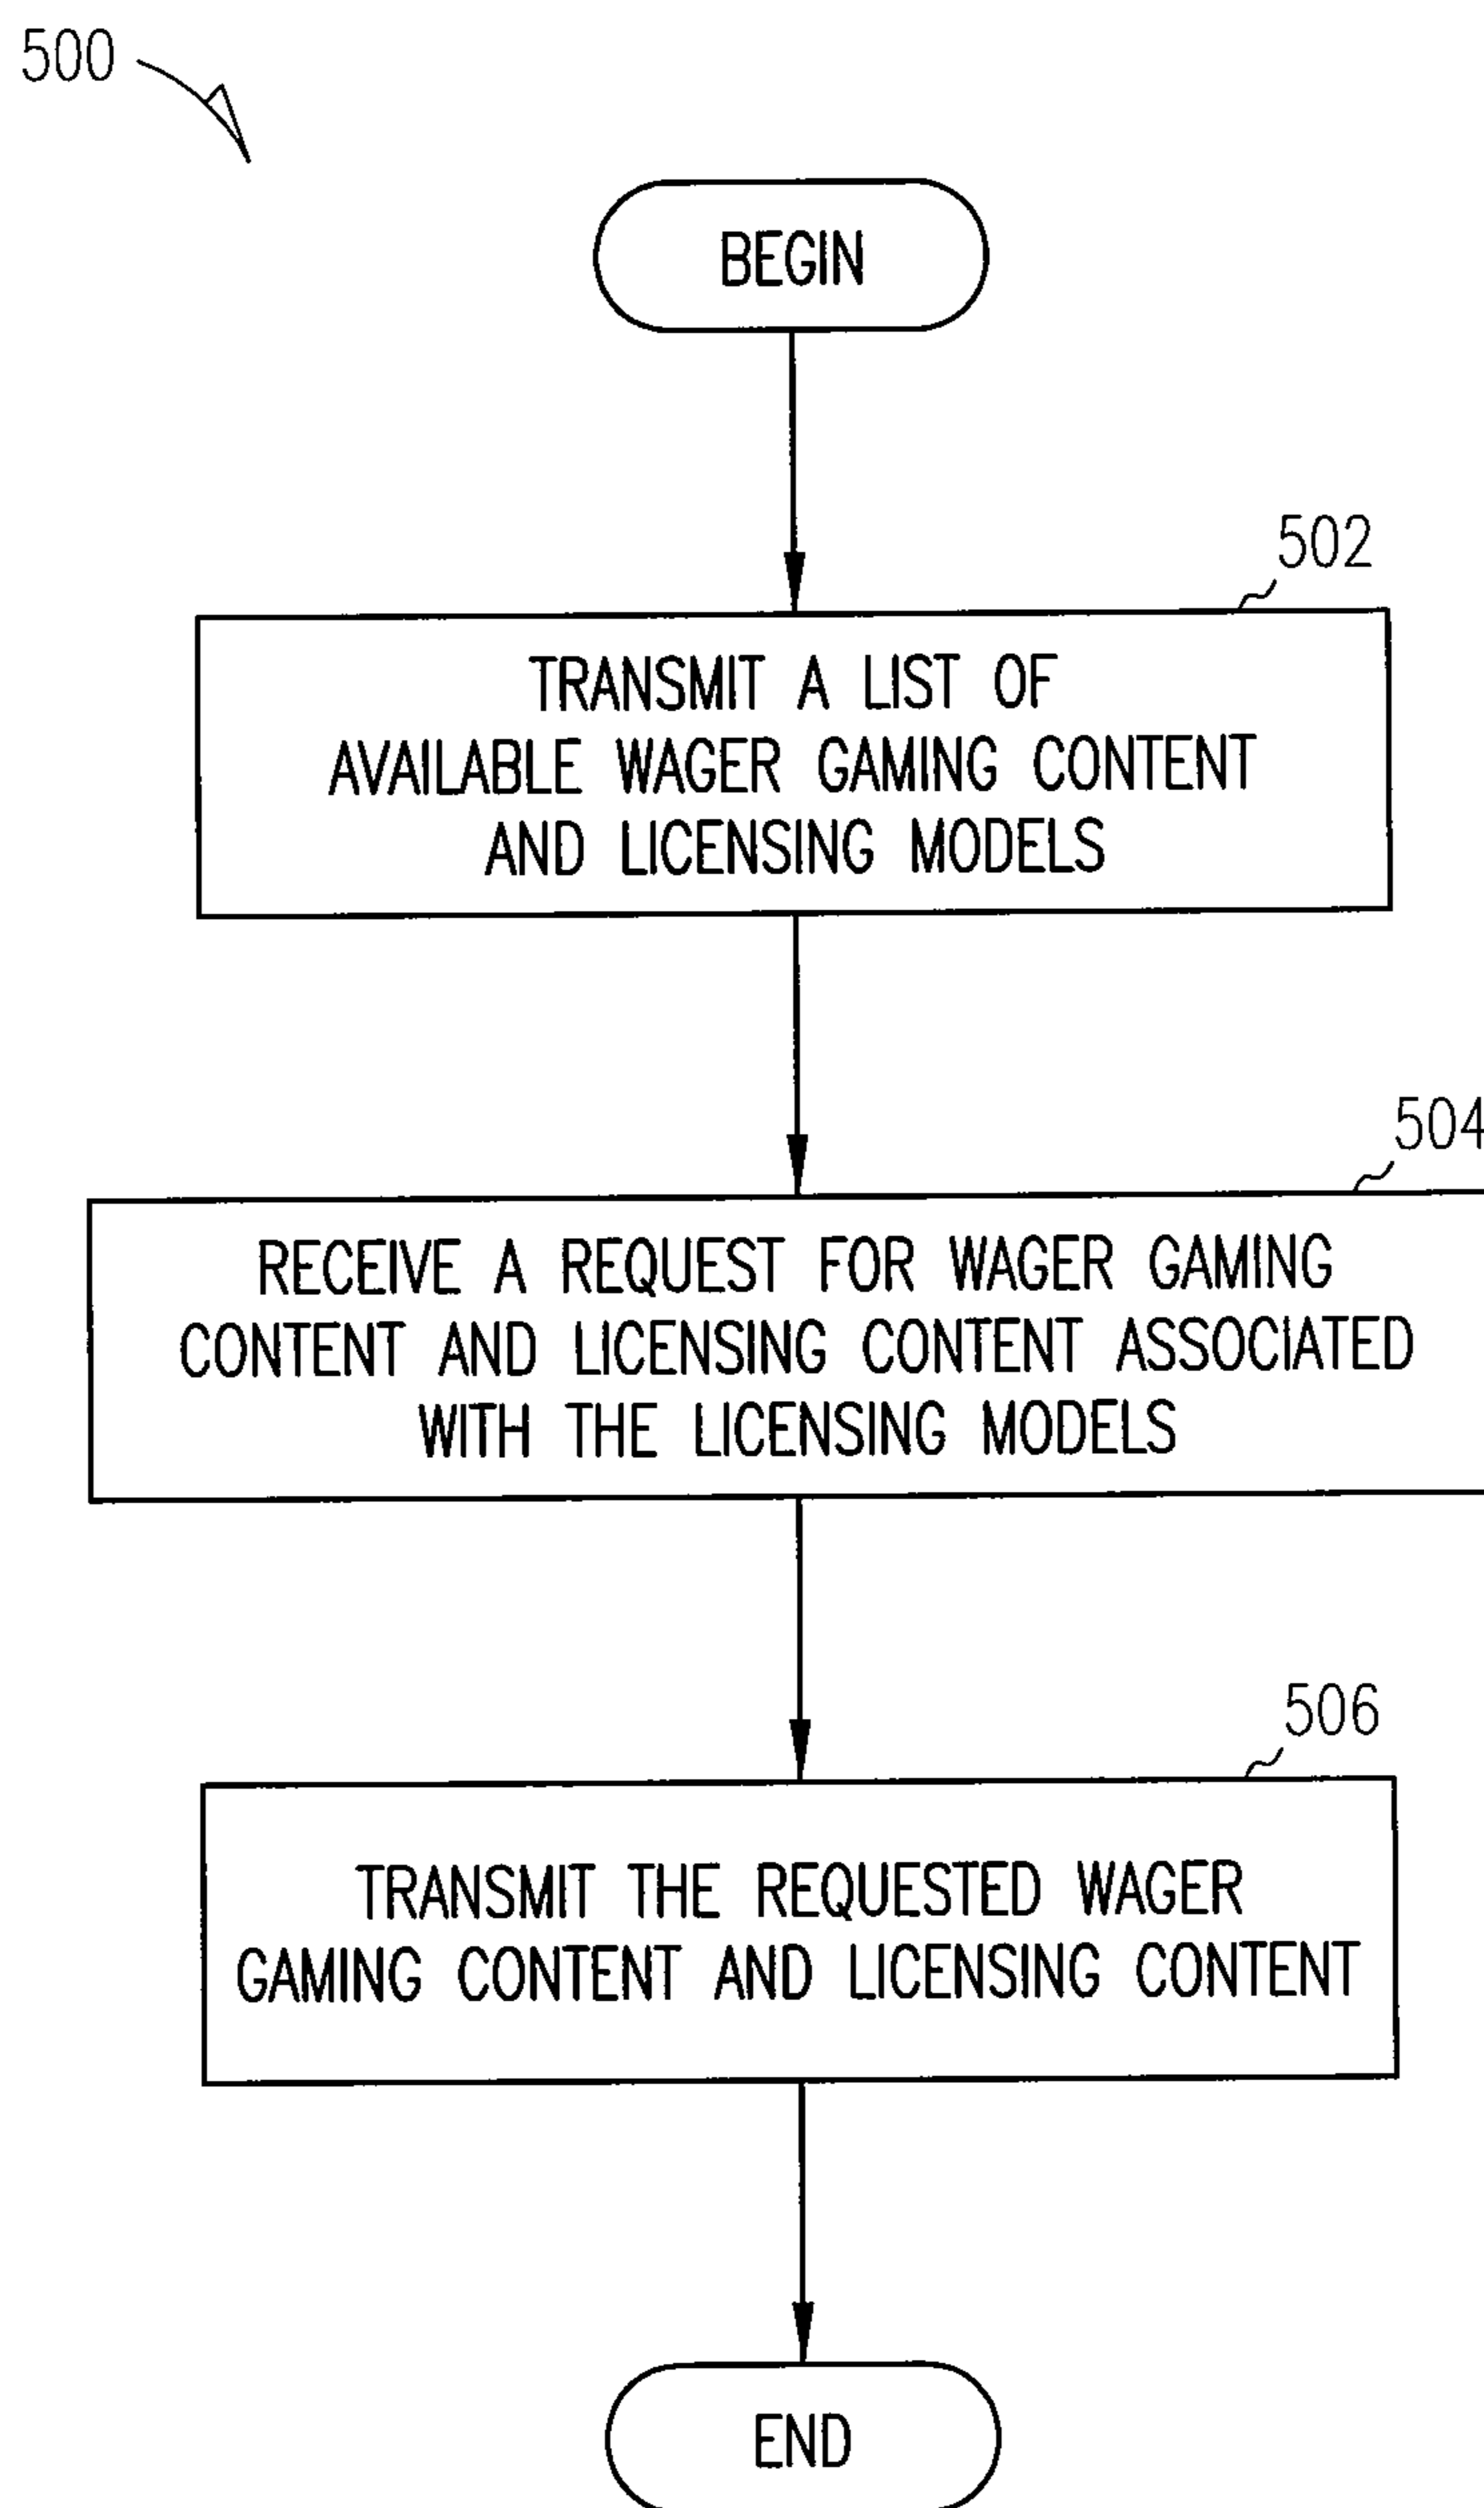 500
BEGIN
502
TRANSMIT A LIST OF
AVAILABLE WAGER GAMING CONTENT
AND LICENSING MODELS
504
RECEIVE A REQUEST FOR WAGER GAMING
CONTENT AND LICENSING CONTENT ASSOCIATED
WITH THE LICENSING MODELS
506
TRANSMIT THE REQUESTED WAGER
GAMING CONTENT AND LICENSING CONTENT
END